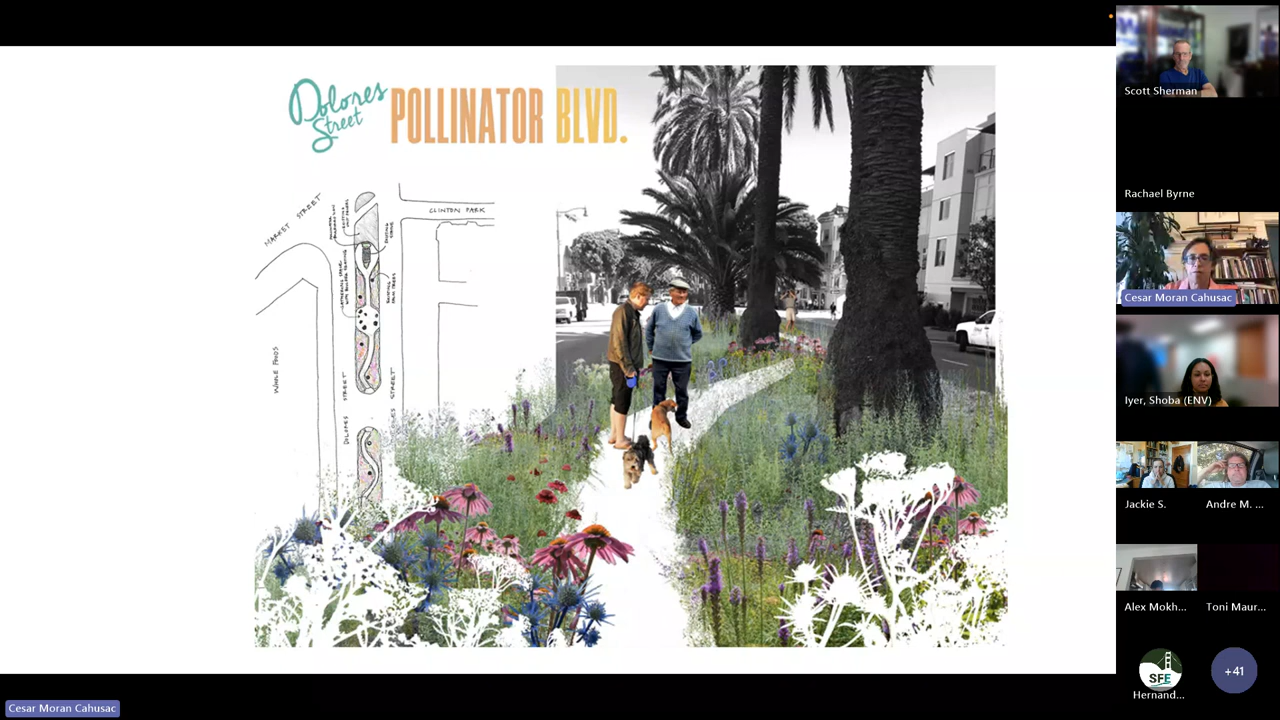 Dolores
Street
POLLINATOR BLVD.
MARKET STREET
CLINTON PARK
WHOLE FOODS
DOLORES STREET
STREET
Scott Sherman
Rachael Byrne
Cesar Moran Cahusac
Iyer, Shoba (ENV)
Jackie S.
Andre M. ...
Alex Mokh...
Toni Maur...
SFE
Hernand...
+41
Cesar Moran Cahusac